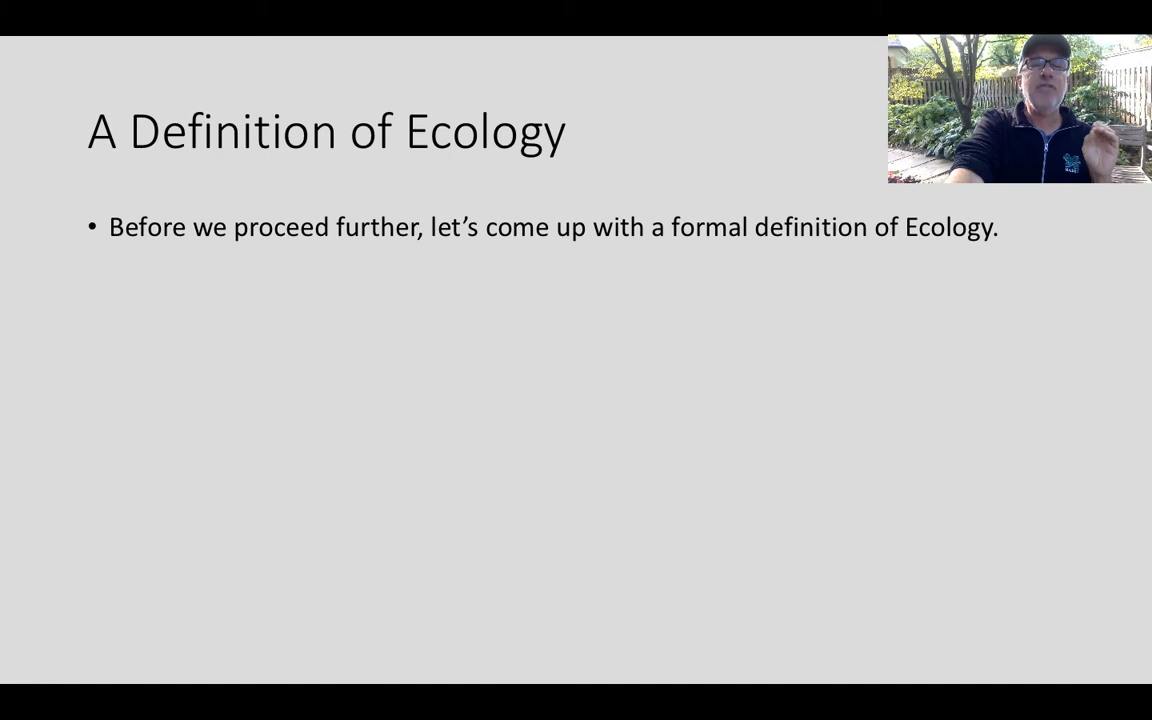 A Definition of Ecology
• Before we proceed further, let's come up with a formal definition of Ecology.